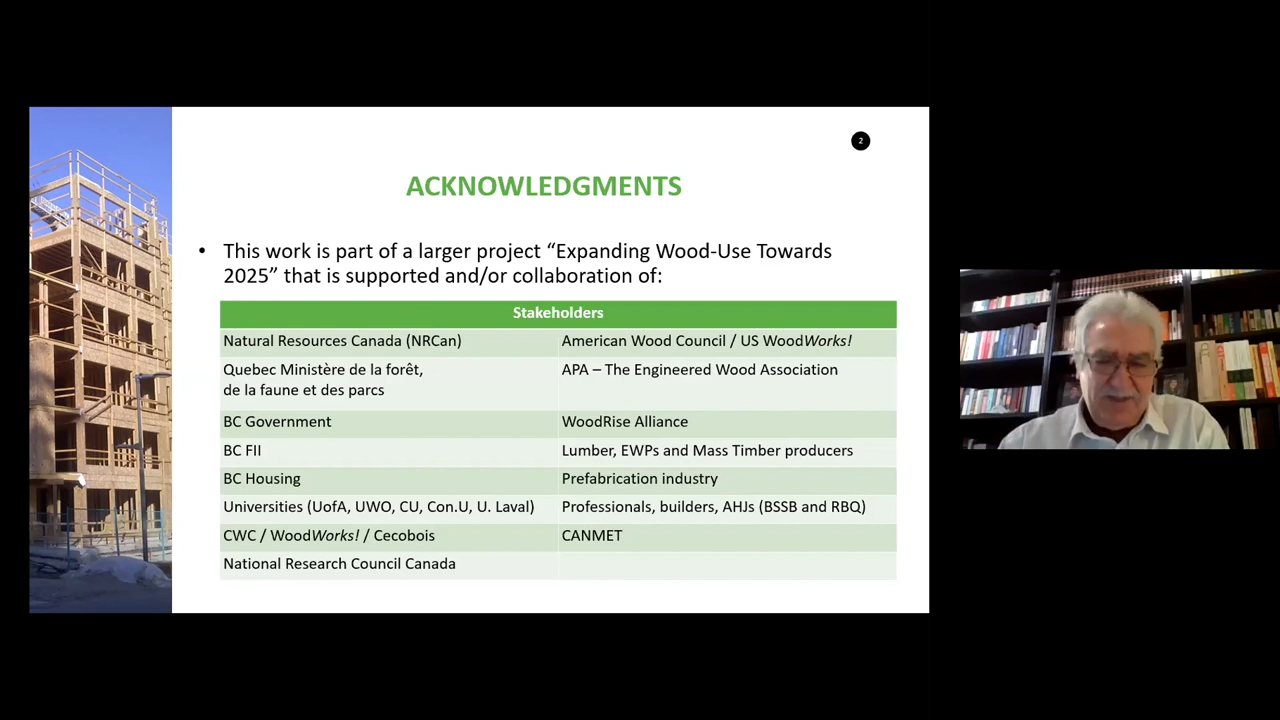 2
ACKNOWLEDGMENTS
• This work is part of a larger project “Expanding Wood-Use Towards
2025” that is supported and/or collaboration of:
Stakeholders
Natural Resources Canada (NRCan)
American Wood Council / US WoodWorks!
Quebec Ministère de la forêt,
de la faune et des parcs
APA – The Engineered Wood Association
BC Government
WoodRise Alliance
BC FII
Lumber, EWPs and Mass Timber producers
BC Housing
Prefabrication industry
Universities (UofA, UWO, CU, Con.U, U. Laval)
Professionals, builders, AHJs (BSSB and RBQ)
CWC / WoodWorks! / Cecobois
CANMET
National Research Council Canada